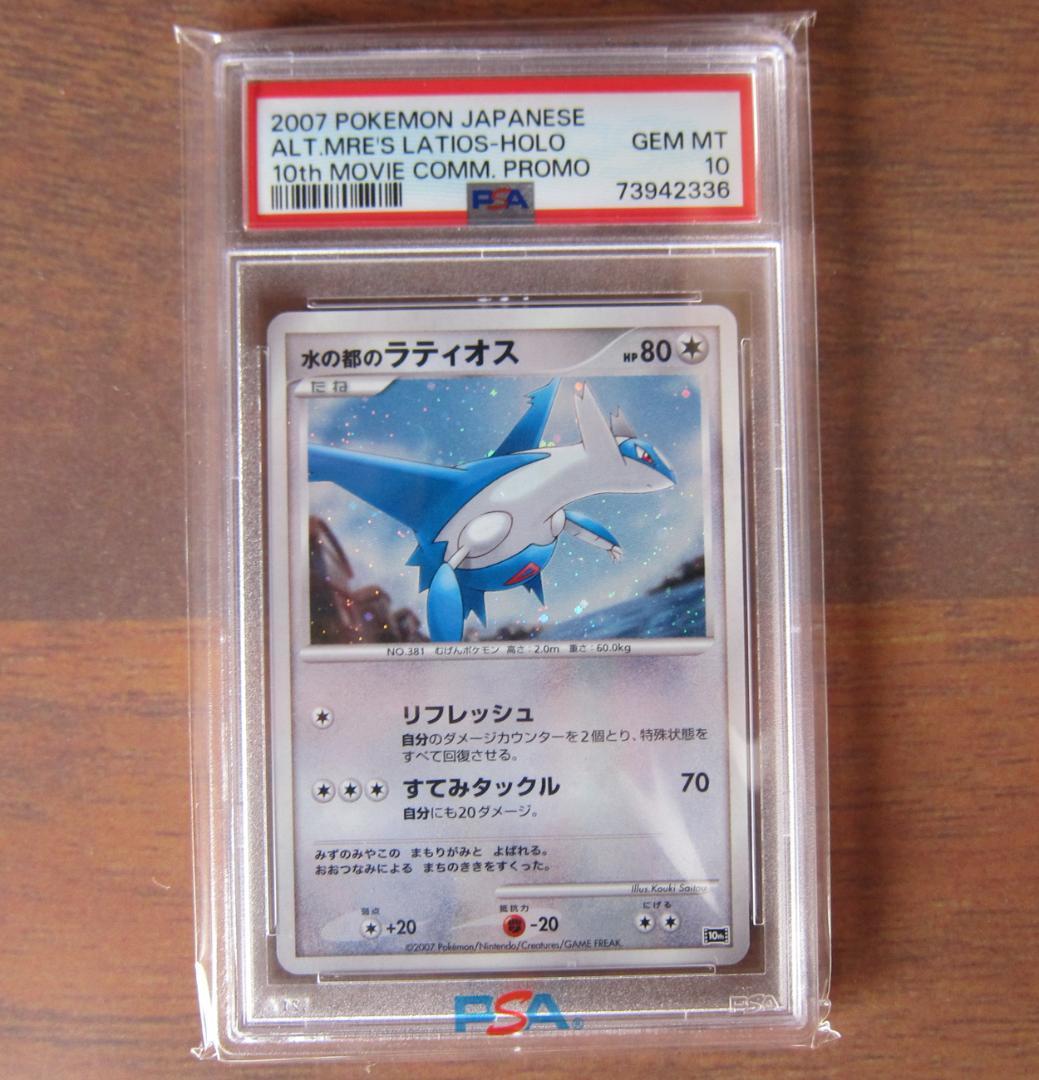 2007 POKEMON JAPANESE
ALT.MRE'S LATIOS-HOLO
GEM MT
10th MOVIE COMM. PROMO
10
73942336
PSA
水の都のラティオス
HP80
たね
NO.381 むげんポケモン 高さ:2.0m 重さ:60.0kg
リフレッシュ
自分のダメージカウンターを2個とり、特殊状態を
すべて回復させる。
すてみタックル 70
自分にも20ダメージ。
みずのみやこの まもりがみと よばれる。
おおつなみによる まちのききをすくった。
Illus.Kouki Saitou
弱点
+20
抵抗力
-20
にげる
©2007 Pokémon/Nintendo/Creatures/GAME FREAK.
10th
PSA®
PSA